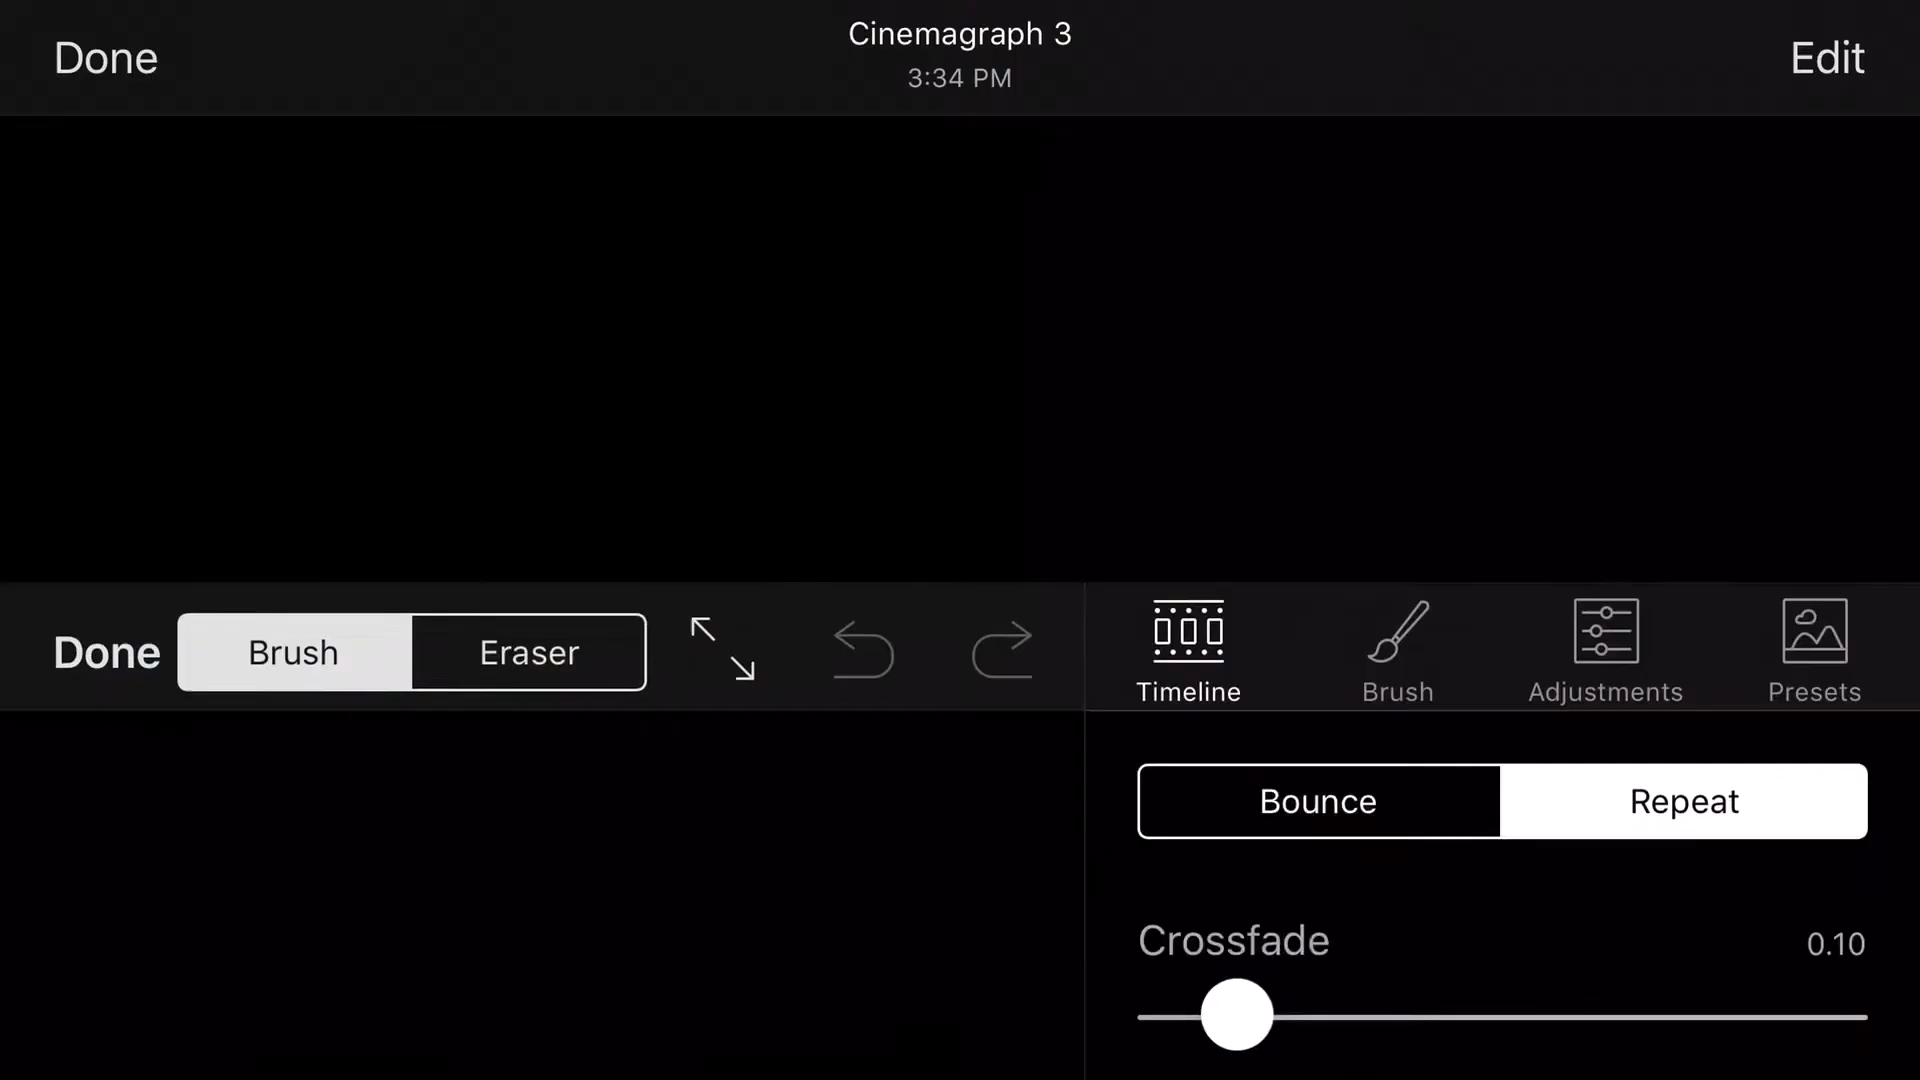 Done
Cinemagraph 3
3:34 PM
Edit
Done
Brush
Eraser
Timeline
Brush
Adjustments
Presets
Bounce
Repeat
Crossfade
0.10